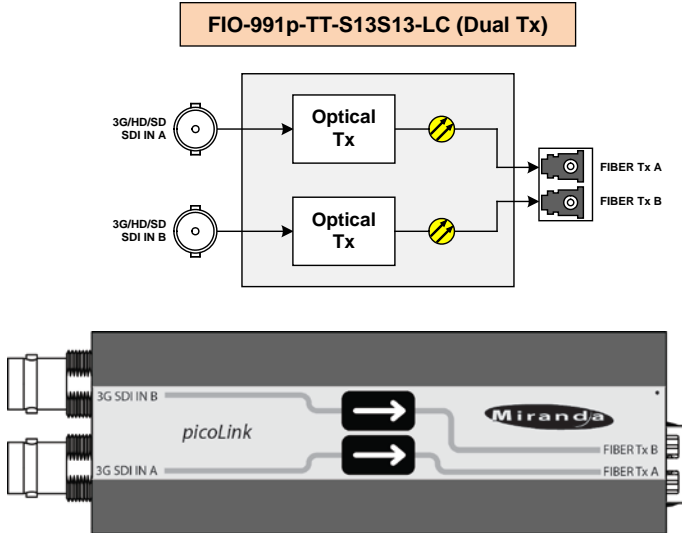 FIO-991p-TT-S13S13-LC (Dual Tx)
3G/HD/SD
SDI IN A
Optical
Tx
FIBER Tx A
FIBER Tx B
3G/HD/SD
SDI IN B
Optical
Tx
3G SDI IN B
Miranda
picoLink
FIBER Tx B
3G SDI IN A
FIBER Tx A